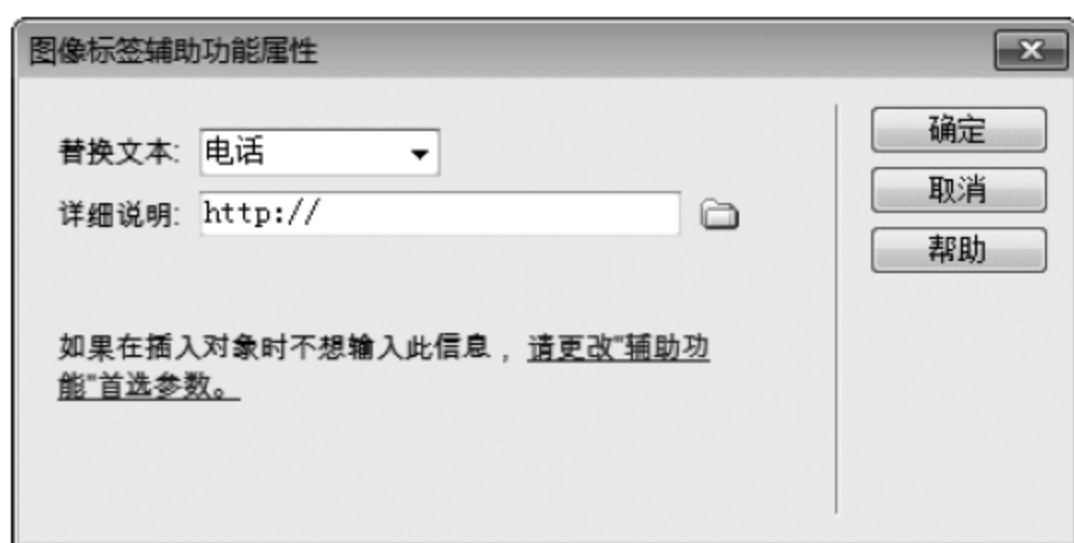 图像标签辅助功能属性
替换文本: 电话
确定
详细说明: http://
取消
帮助
如果在插入对象时不想输入此信息，请更改"辅助功
能"首选参数。